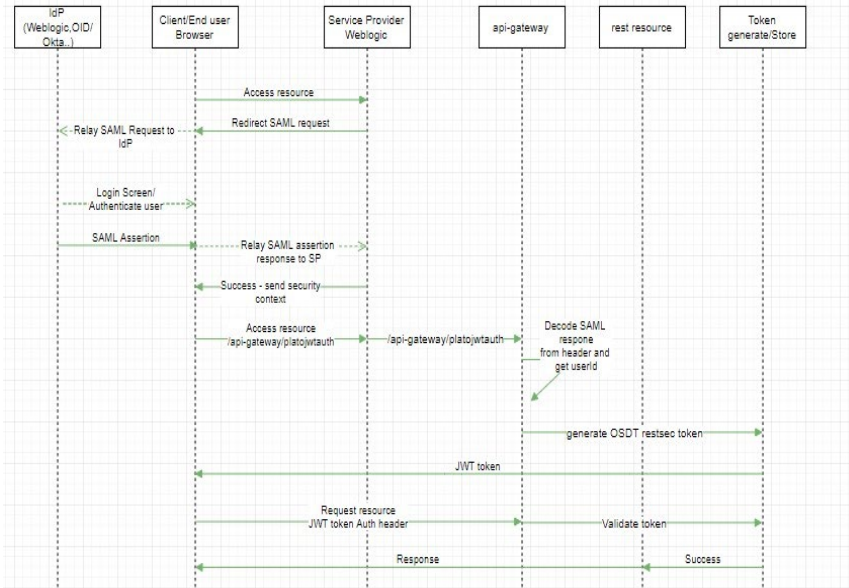 IdP
(Weblogic,OID/
Okta..)
Client/End user
Browser
Service Provider
Weblogic
api-gateway
rest resource
Token
generate/Store
Access resource
Redirect SAML request
Relay SAML Request to
IdP
Login Screen/
Authenticate user
SAML Assertion
Relay SAML assertion
response to SP
Success - send security
context
Access resource
/api-gateway/platojwtauth
/api-gateway/platojwtauth
Decode SAML
respone
from header and
get userId
generate OSDT restsec token
JWT token
Request resource
JWT token Auth header
Validate token
Response
Success